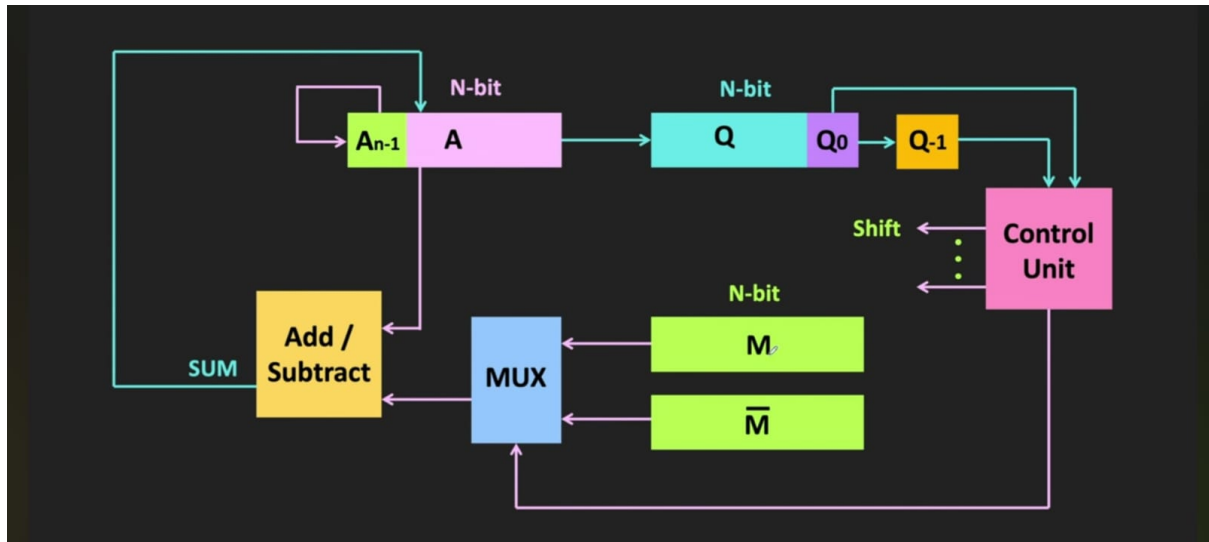 N-bit
N-bit
Aₙ₋₁
A
Q
Q₀
Q₋₁
Shift
Control
Unit
N-bit
Add /
Subtract
SUM
MUX
M
M̅